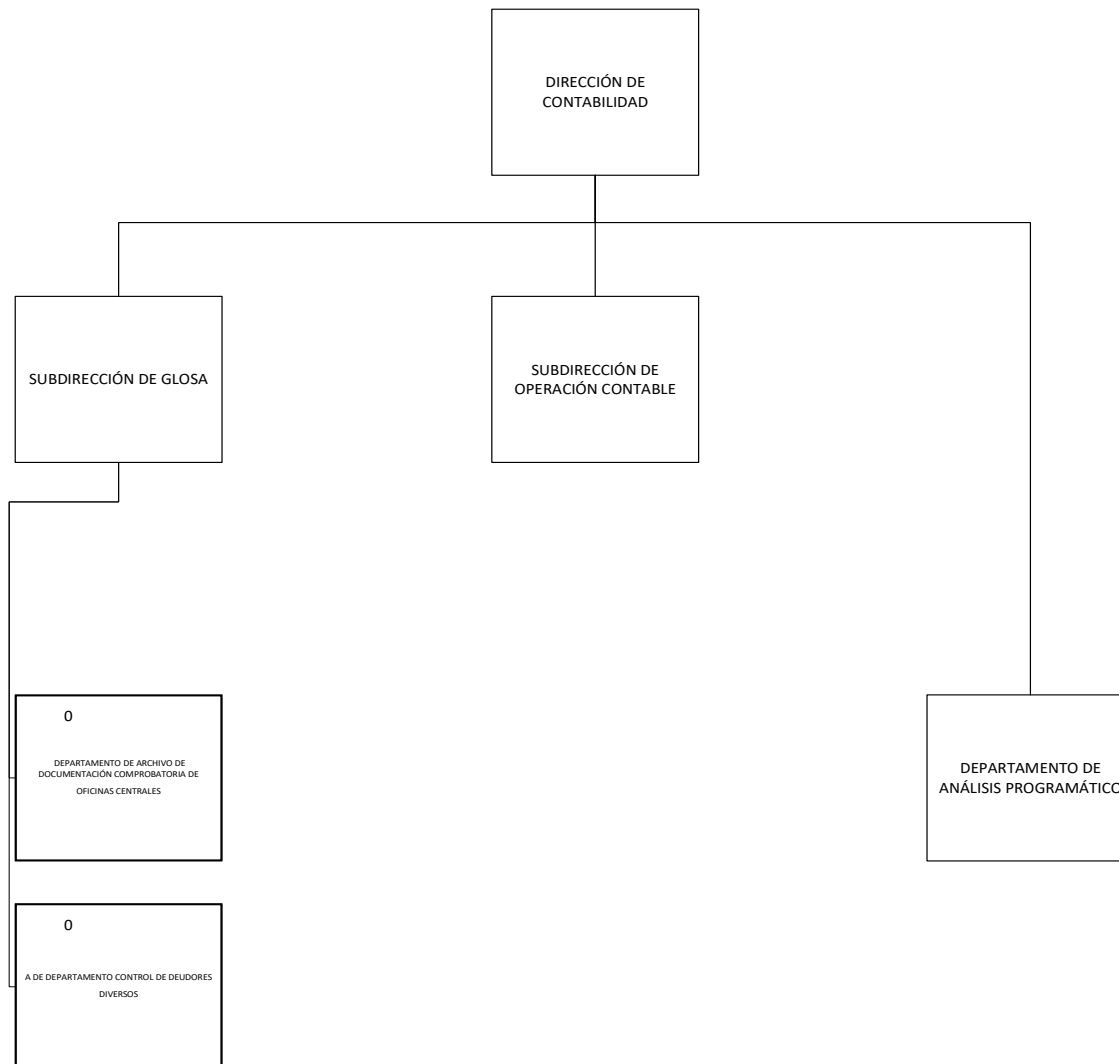 DIRECCIÓN DE
CONTABILIDAD
SUBDIRECCIÓN DE GLOSA
SUBDIRECCIÓN DE
OPERACIÓN CONTABLE
0
DEPARTAMENTO DE ARCHIVO DE
DOCUMENTACIÓN COMPROBATORIA DE
OFICINAS CENTRALES
DEPARTAMENTO DE
ANÁLISIS PROGRAMÁTICO
0
A DE DEPARTAMENTO CONTROL DE DEUDORES
DIVERSOS